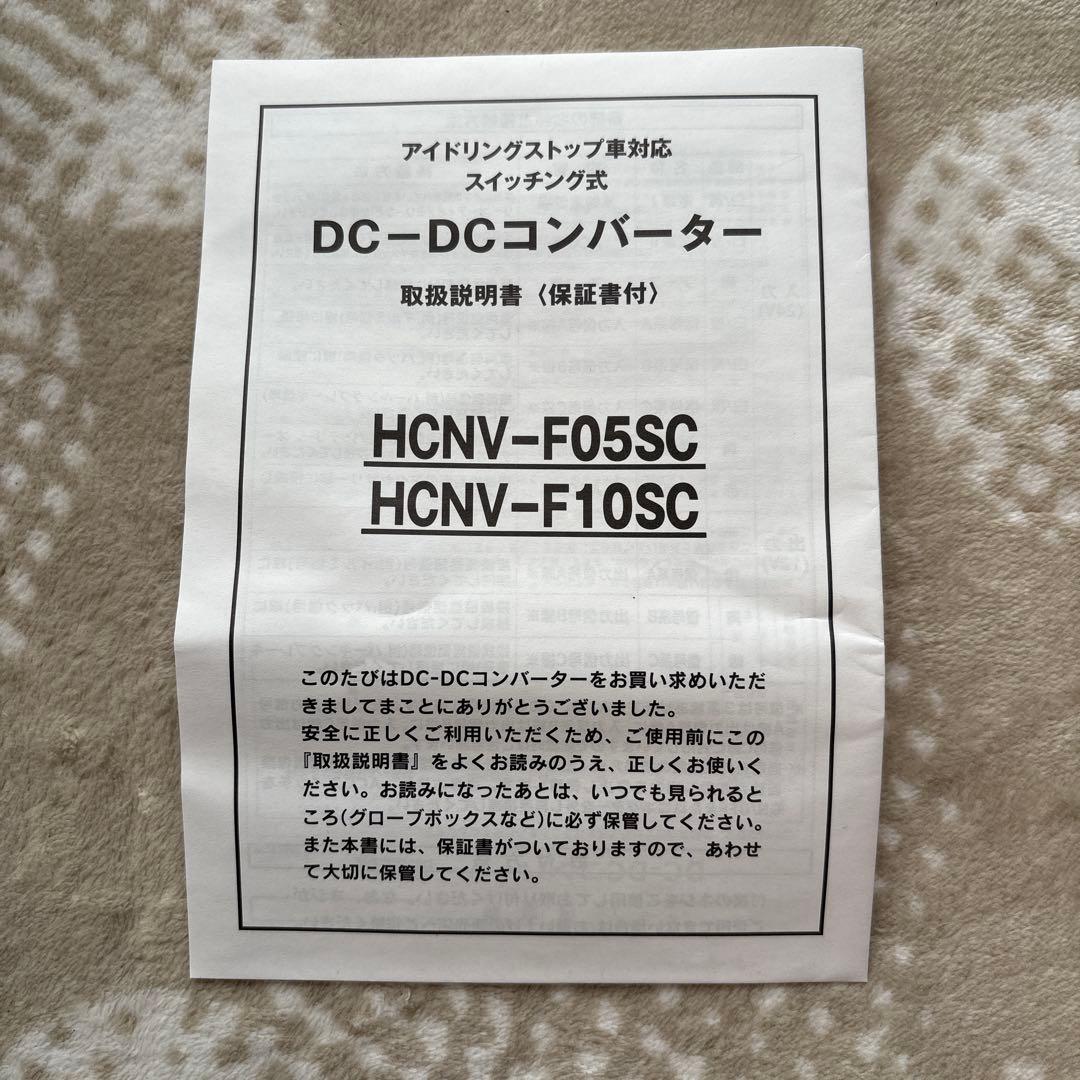 アイドリングストップ車対応
スイッチング式
DC−DCコンバーター
取扱説明書〈保証書付〉
HCNV−F05SC
HCNV−F10SC
このたびはDC-DCコンバーターをお買い求めいただ
きましてまことにありがとうございました。
安全に正しくご利用いただくため、ご使用前にこの
『取扱説明書』をよくお読みのうえ、正しくお使いく
ださい。お読みになったあとは、いつでも見られると
ころ(グローブボックスなど)に必ず保管してください。
また本書には、保証書がついておりますので、あわせ
て大切に保管してください。